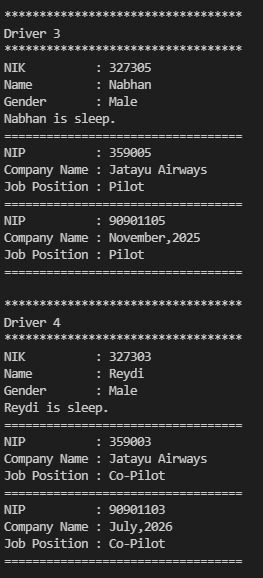 **********************************
Driver 3
**********************************
NIK          : 327305
Name         : Nabhan
Gender       : Male
Nabhan is sleep.
==================================
NIP          : 359005
Company Name : Jatayu Airways
Job Position : Pilot
==================================
NIP          : 90901105
Company Name : November,2025
Job Position : Pilot
==================================

**********************************
Driver 4
**********************************
NIK          : 327303
Name         : Reydi
Gender       : Male
Reydi is sleep.
==================================
NIP          : 359003
Company Name : Jatayu Airways
Job Position : Co-Pilot
==================================
NIP          : 90901103
Company Name : July,2026
Job Position : Co-Pilot
==================================